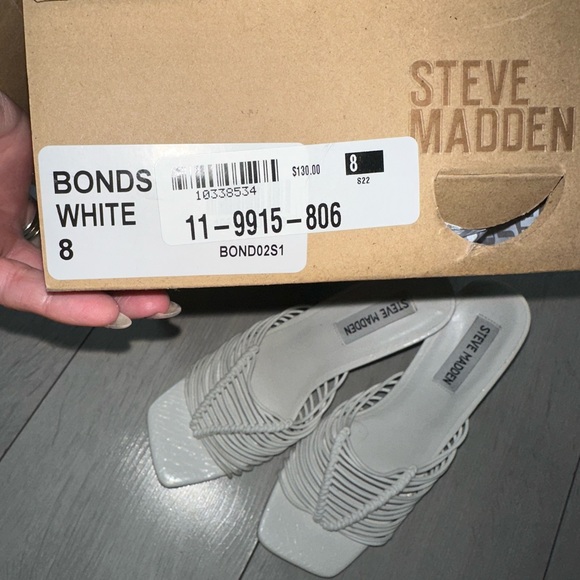 STEVE
MADDEN
BONDS
WHITE
8
10338534
$130.00
8
S22
11-9915-806
BOND02S1
STEVE MADDEN
STEVE MADDEN